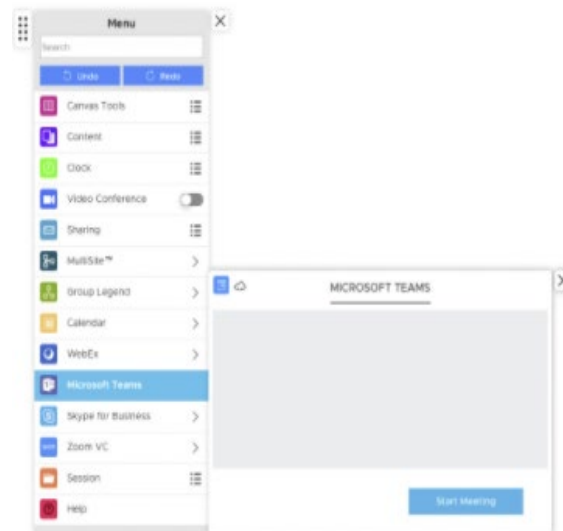 Menu
Search
Undo
Redo
Canvas Tools
Content
Clock
Video Conference
Sharing
MultiSite™
Group Legend
MICROSOFT TEAMS
Calendar
WebEx
Microsoft Teams
Skype for Business
Zoom VC
Session
Start Meeting
Help